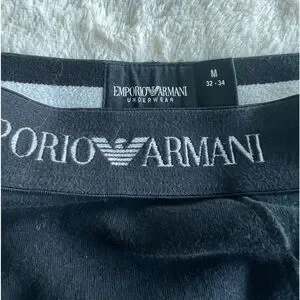 EMPORIO ARMANI
UNDERWEAR
M
32 - 34
PORIO ARMANI